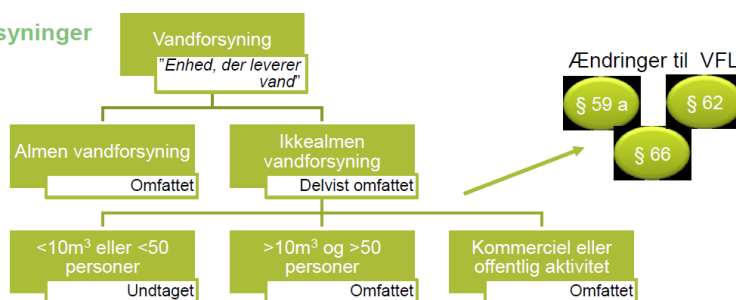 syninger
Vandforsyning
"Enhed, der leverer
vand"
Ændringer til VFL
§ 59 a
§ 62
§ 66
Almen vandforsyning
Omfattet
Ikkealmen
vandforsyning
Delvist omfattet
<10m³ eller <50
personer
Undtaget
>10m³ og >50
personer
Omfattet
Kommerciel eller
offentlig aktivitet
Omfattet